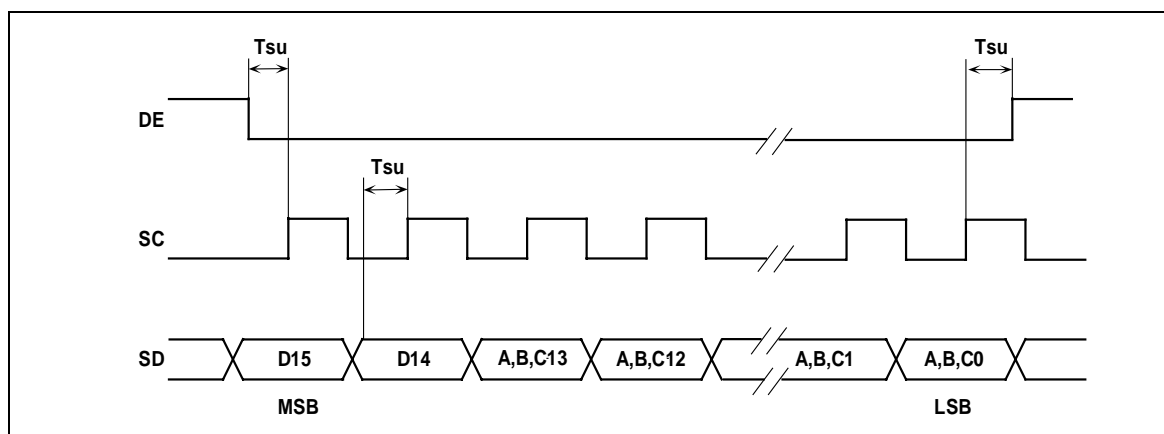 Tsu Tsu
DE
Tsu
SC
SD D15 D14 A,B,C13 A,B,C12 A,B,C1 A,B,C0
MSB LSB